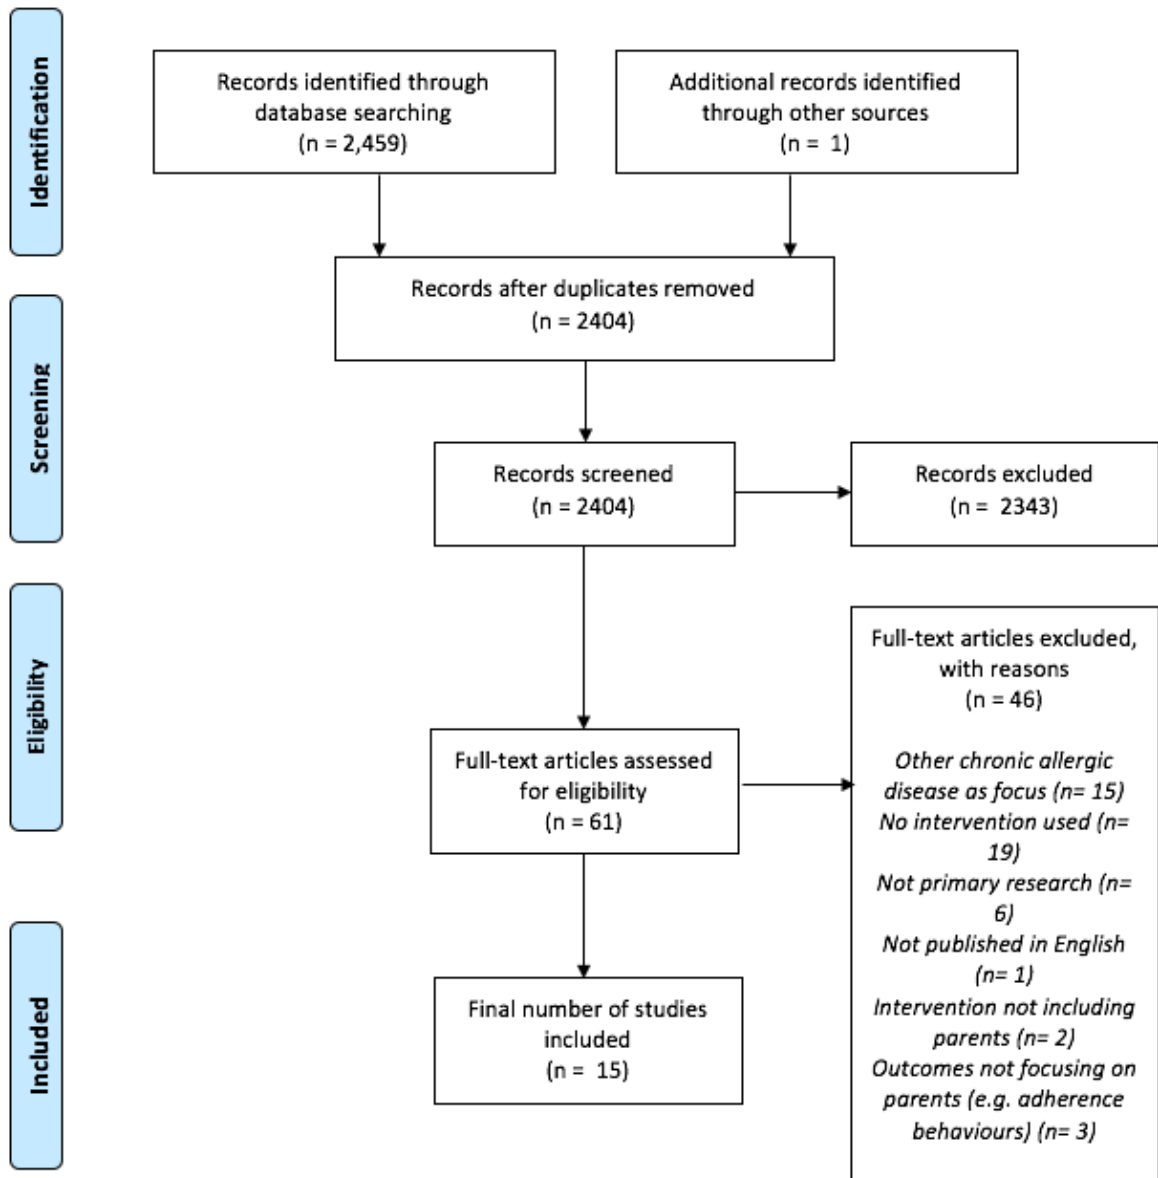 Identification
Records identified through
database searching
(n = 2,459)
Additional records identified
through other sources
(n = 1)
Records after duplicates removed
(n = 2404)
Screening
Records screened
(n = 2404)
Records excluded
(n = 2343)
Eligibility
Full-text articles assessed
for eligibility
(n = 61)
Full-text articles excluded,
with reasons
(n = 46)
Other chronic allergic
disease as focus (n= 15)
No intervention used (n=
19)
Not primary research (n=
6)
Not published in English
(n= 1)
Intervention not including
parents (n= 2)
Outcomes not focusing on
parents (e.g. adherence
behaviours) (n= 3)
Included
Final number of studies
included
(n = 15)